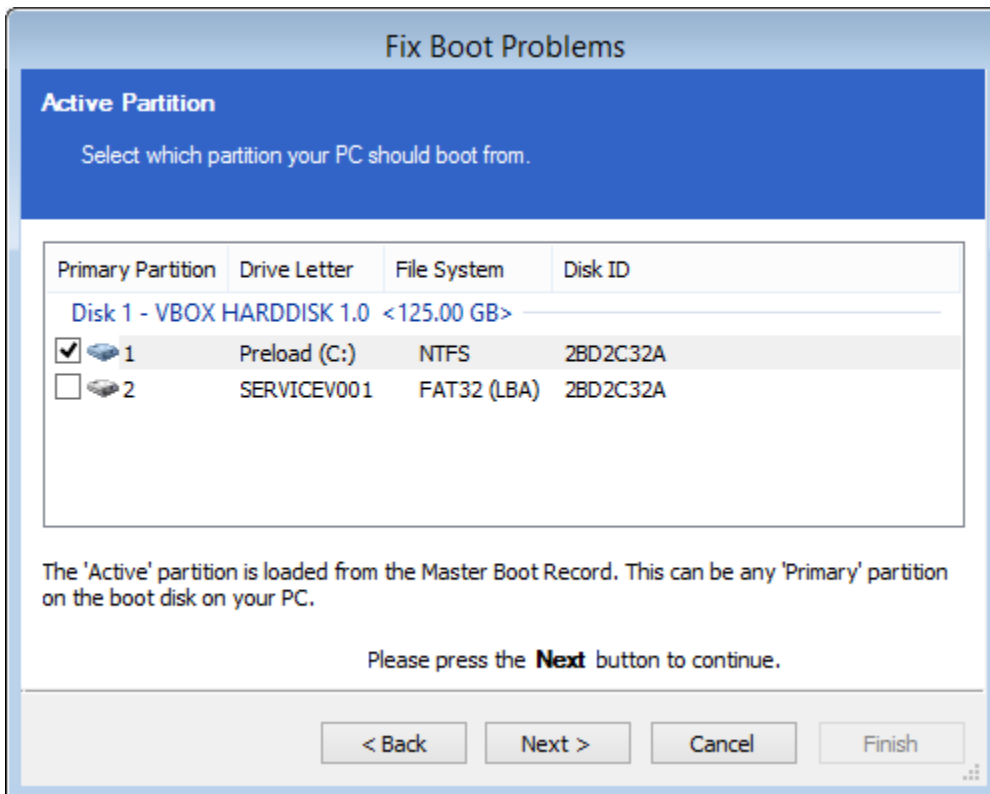 Fix Boot Problems
Active Partition
Select which partition your PC should boot from.
Primary Partition Drive Letter File System Disk ID
Disk 1 - VBOX HARDDISK 1.0 <125.00 GB>
1 Preload (C:) NTFS 2BD2C32A
2 SERVICEV001 FAT32 (LBA) 2BD2C32A
The 'Active' partition is loaded from the Master Boot Record. This can be any 'Primary' partition
on the boot disk on your PC.
Please press the Next button to continue.
< Back Next > Cancel Finish